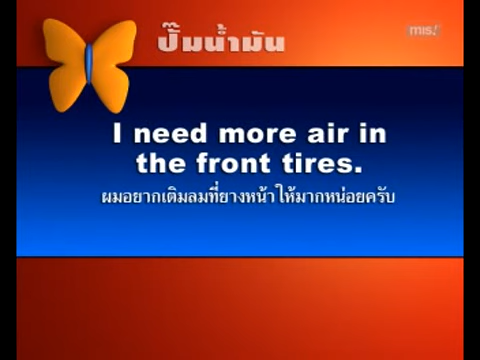 ปั๊มน้ำมัน
I need more air in
the front tires.
ผมอยากเติมลมที่ยางหน้าให้มากหน่อยครับ